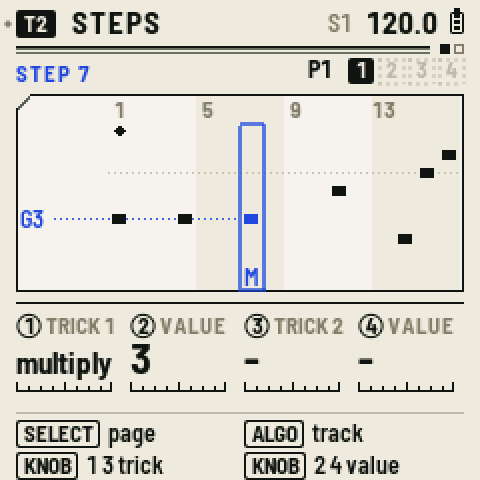 T2 STEPS S1 120.0
STEP 7 P1 1 2 3 4
1 5 9 13
G3
M
1 TRICK 1 2 VALUE 3 TRICK 2 4 VALUE
multiply 3 - -
SELECT page ALGO track
KNOB 1 3 trick KNOB 2 4 value